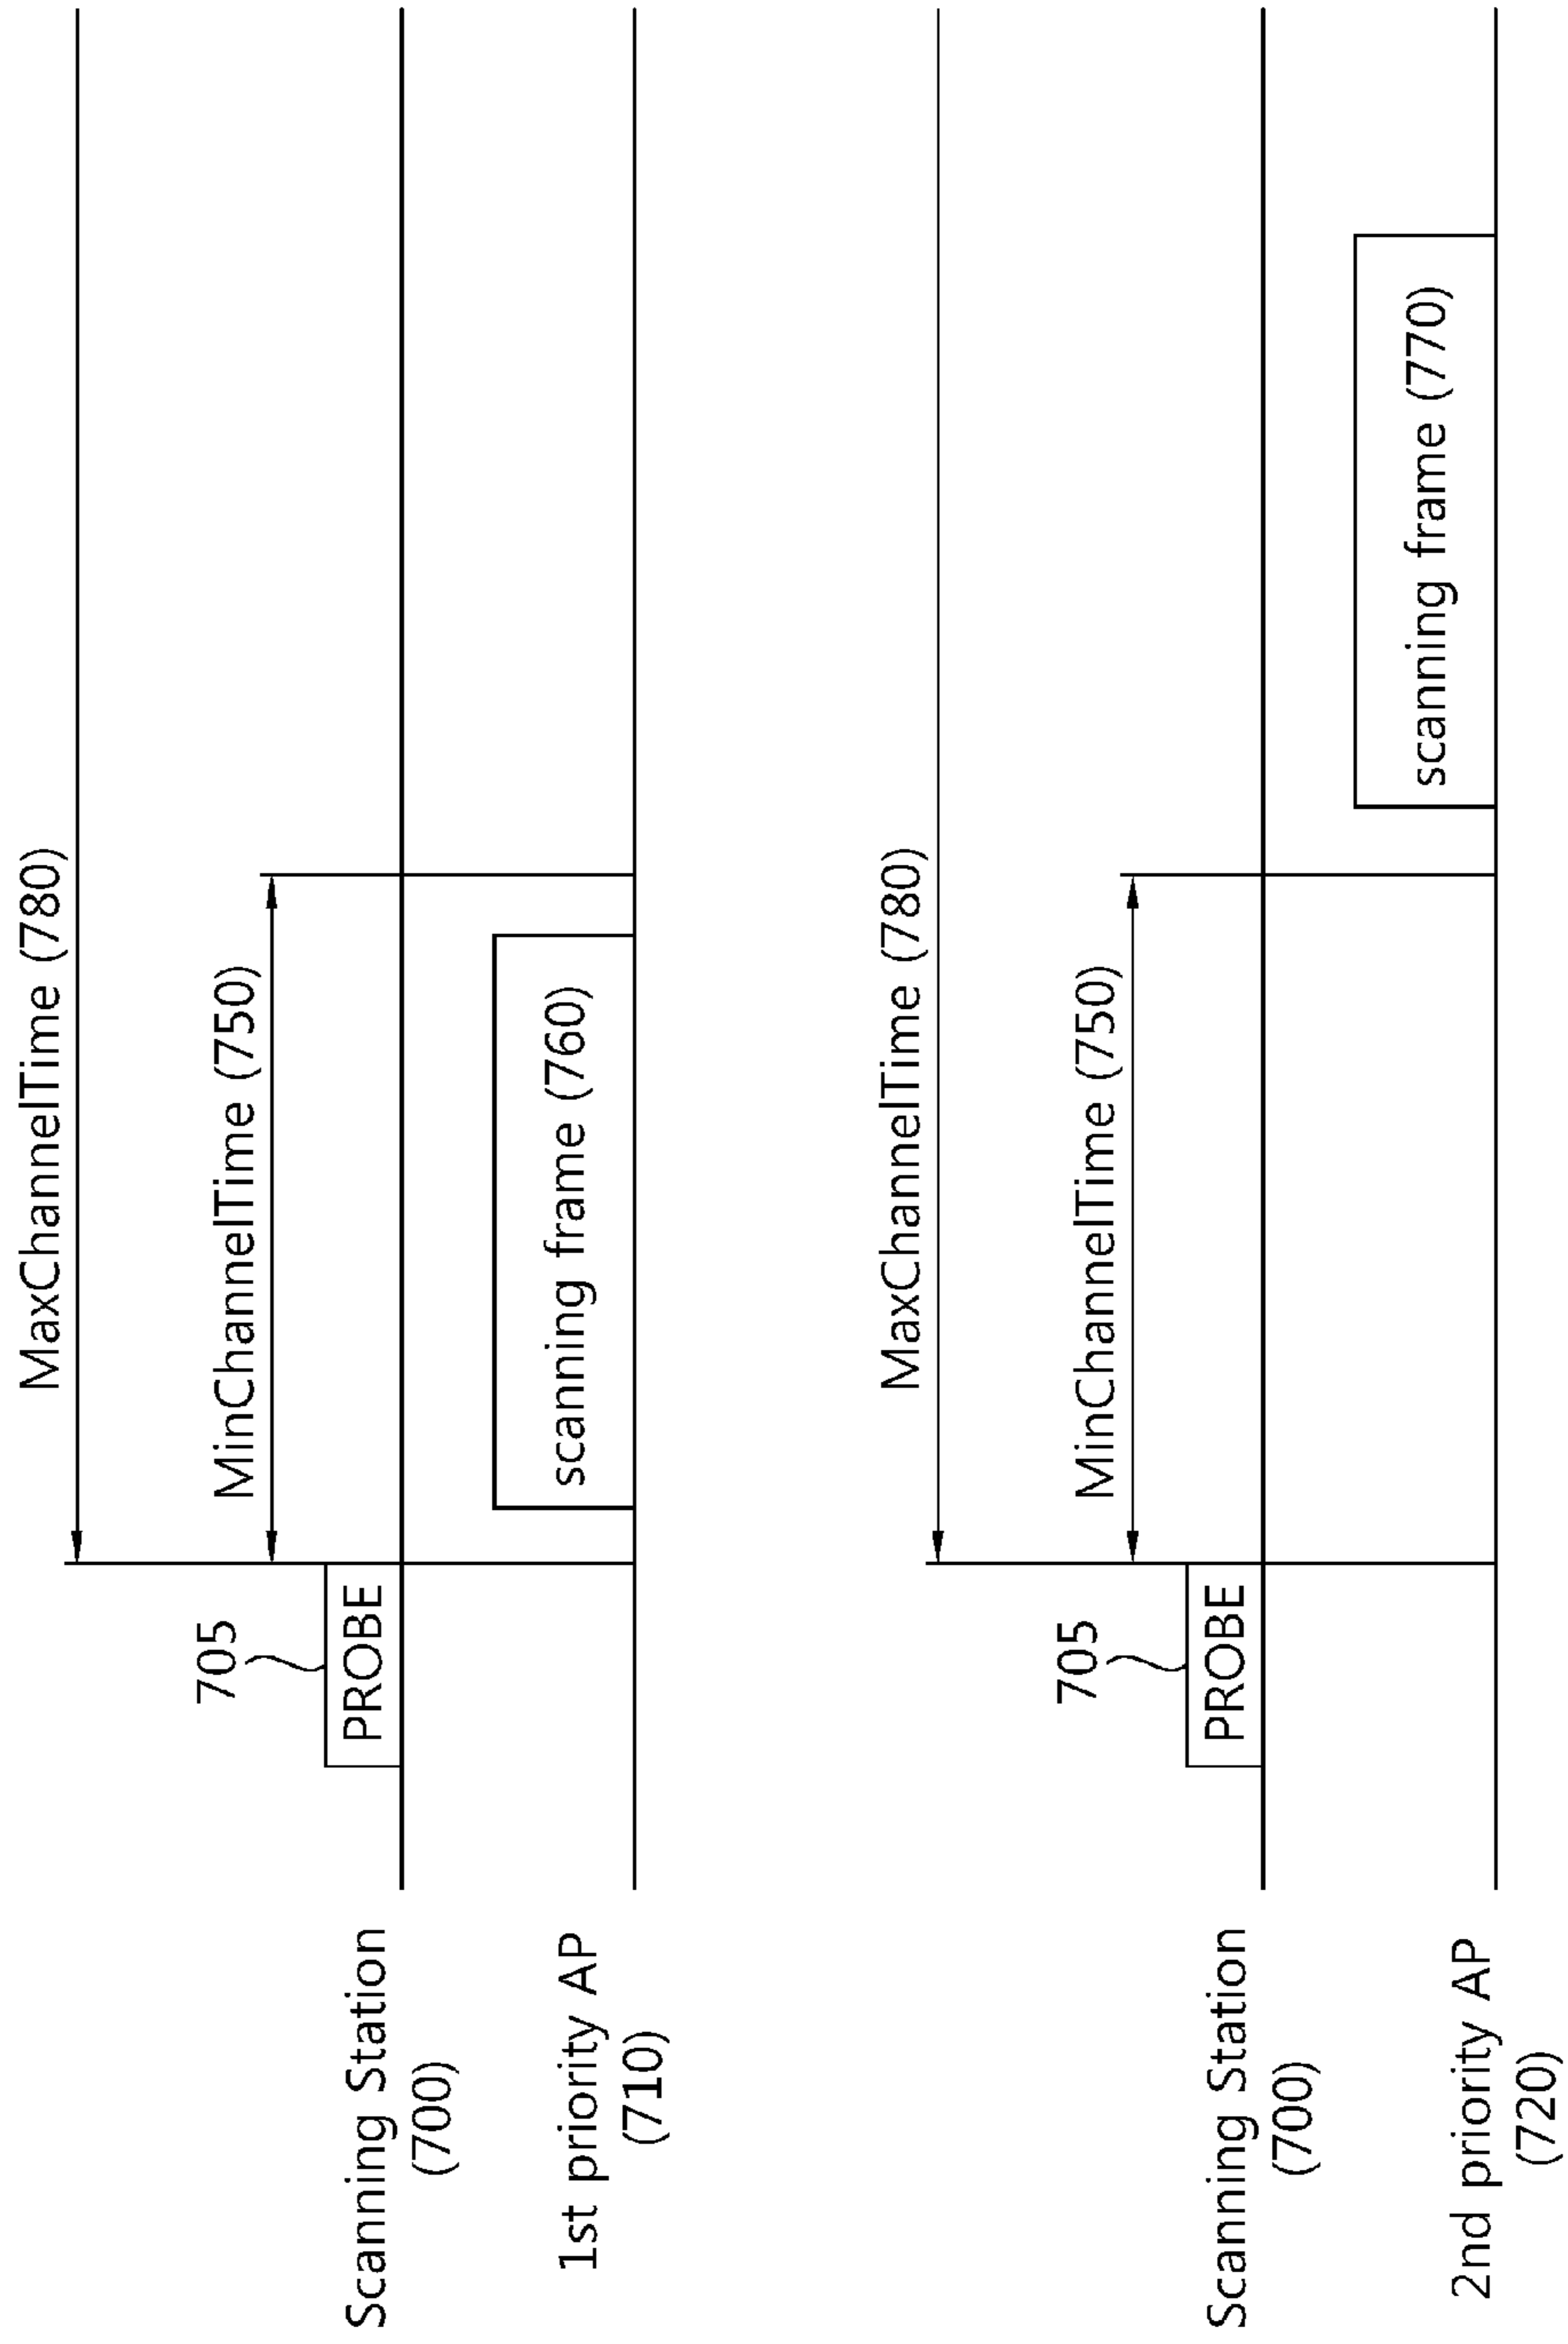 MaxChannelTime (780)
MinChannelTime (750)
705
PROBE
Scanning Station
(700)
scanning frame (760)
1st priority AP
(710)
MaxChannelTime (780)
MinChannelTime (750)
705
PROBE
Scanning Station
(700)
scanning frame (770)
2nd priority AP
(720)